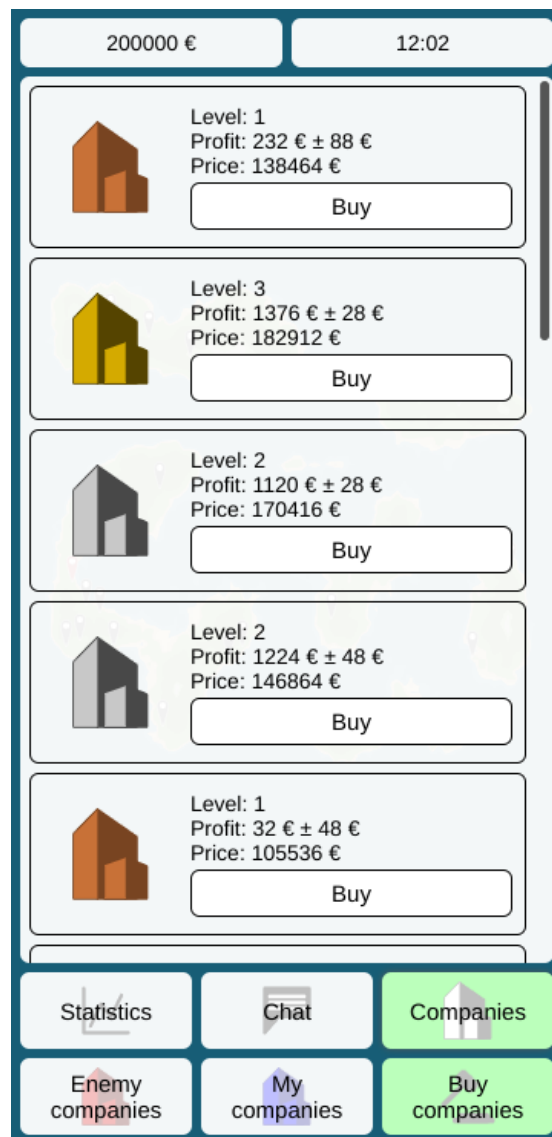 200000 €
12:02
Level: 1
Profit: 232 € ± 88 €
Price: 138464 €
Buy
Level: 3
Profit: 1376 € ± 28 €
Price: 182912 €
Buy
Level: 2
Profit: 1120 € ± 28 €
Price: 170416 €
Buy
Level: 2
Profit: 1224 € ± 48 €
Price: 146864 €
Buy
Level: 1
Profit: 32 € ± 48 €
Price: 105536 €
Buy
Statistics
Chat
Companies
Enemy
companies
My
companies
Buy
companies